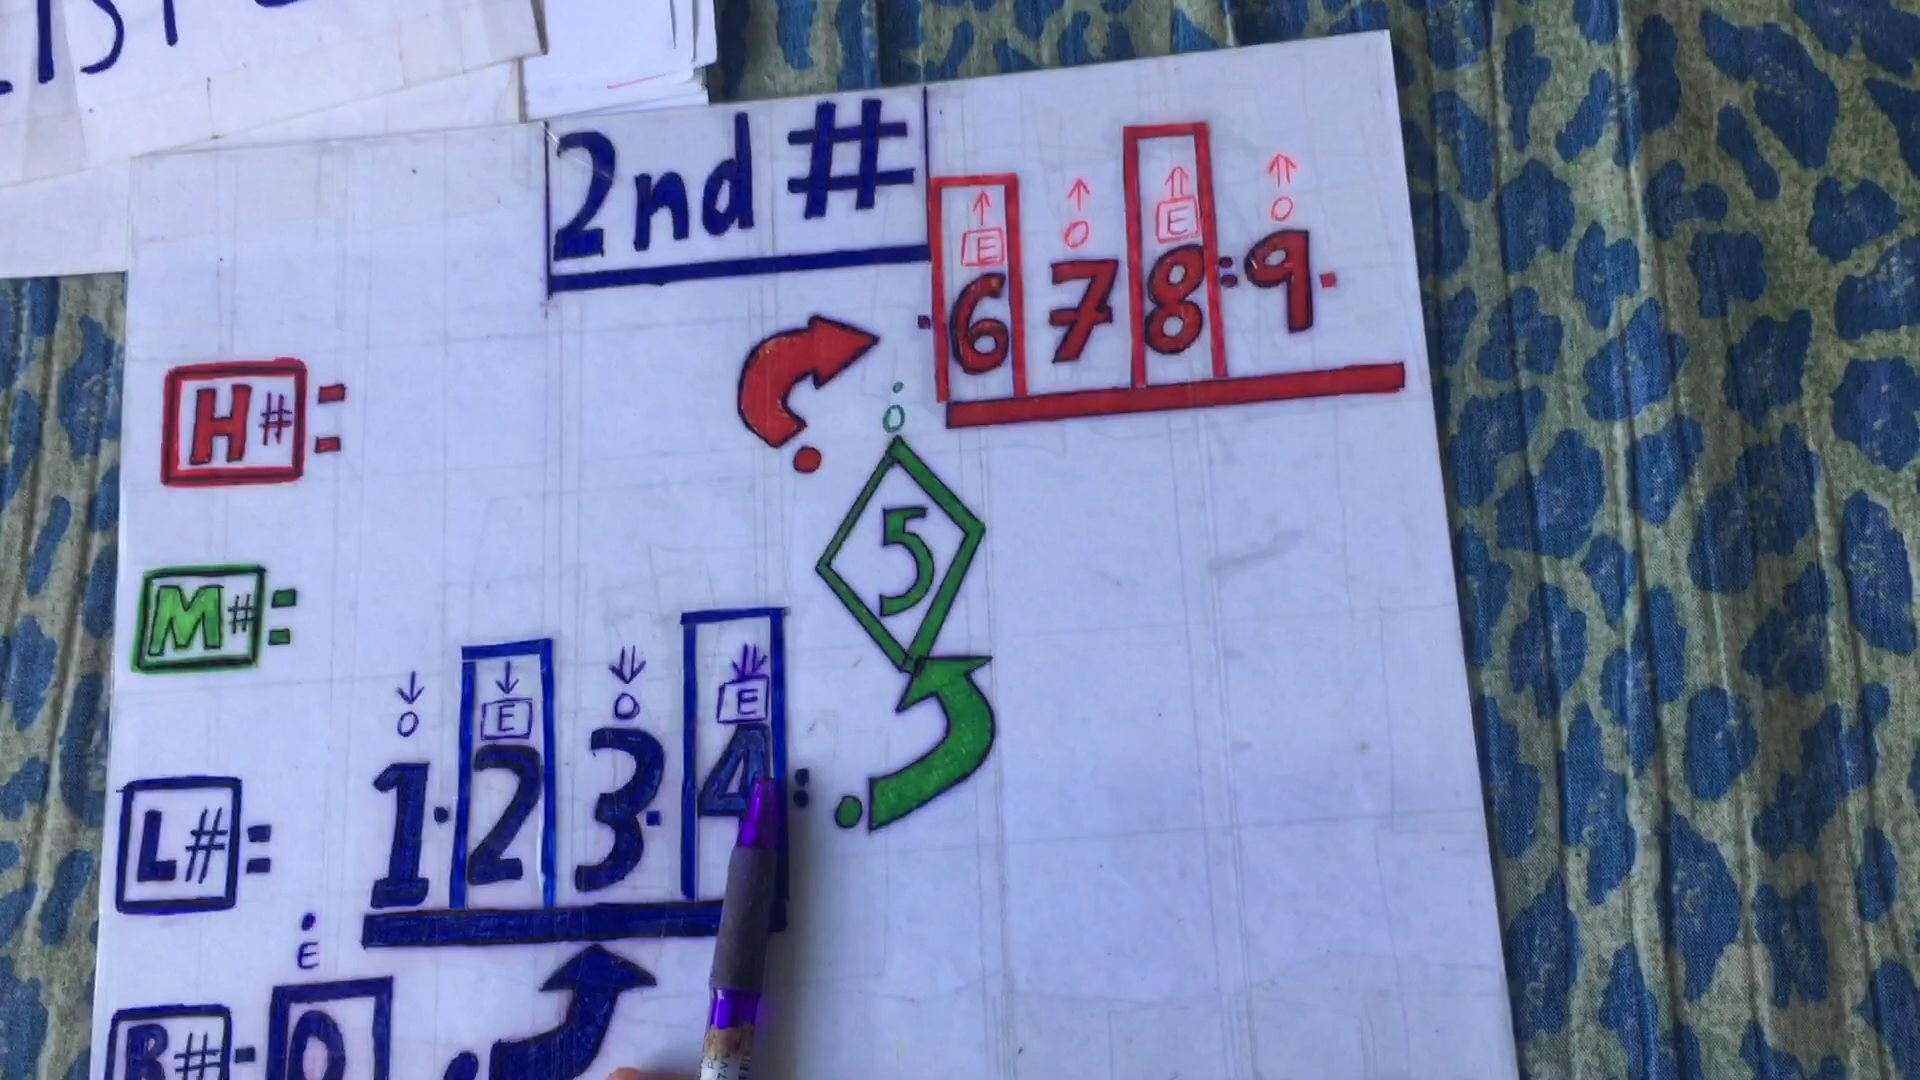 2nd #
↑ ↑ ⇑ ⇑
E O E O
. 6 7 8 : 9 .
H# :
O
5
M# :
↓ ↓ ⇓ ⇓
O E O E
1 . 2 3 . 4 :
L# :
E
R# - 0